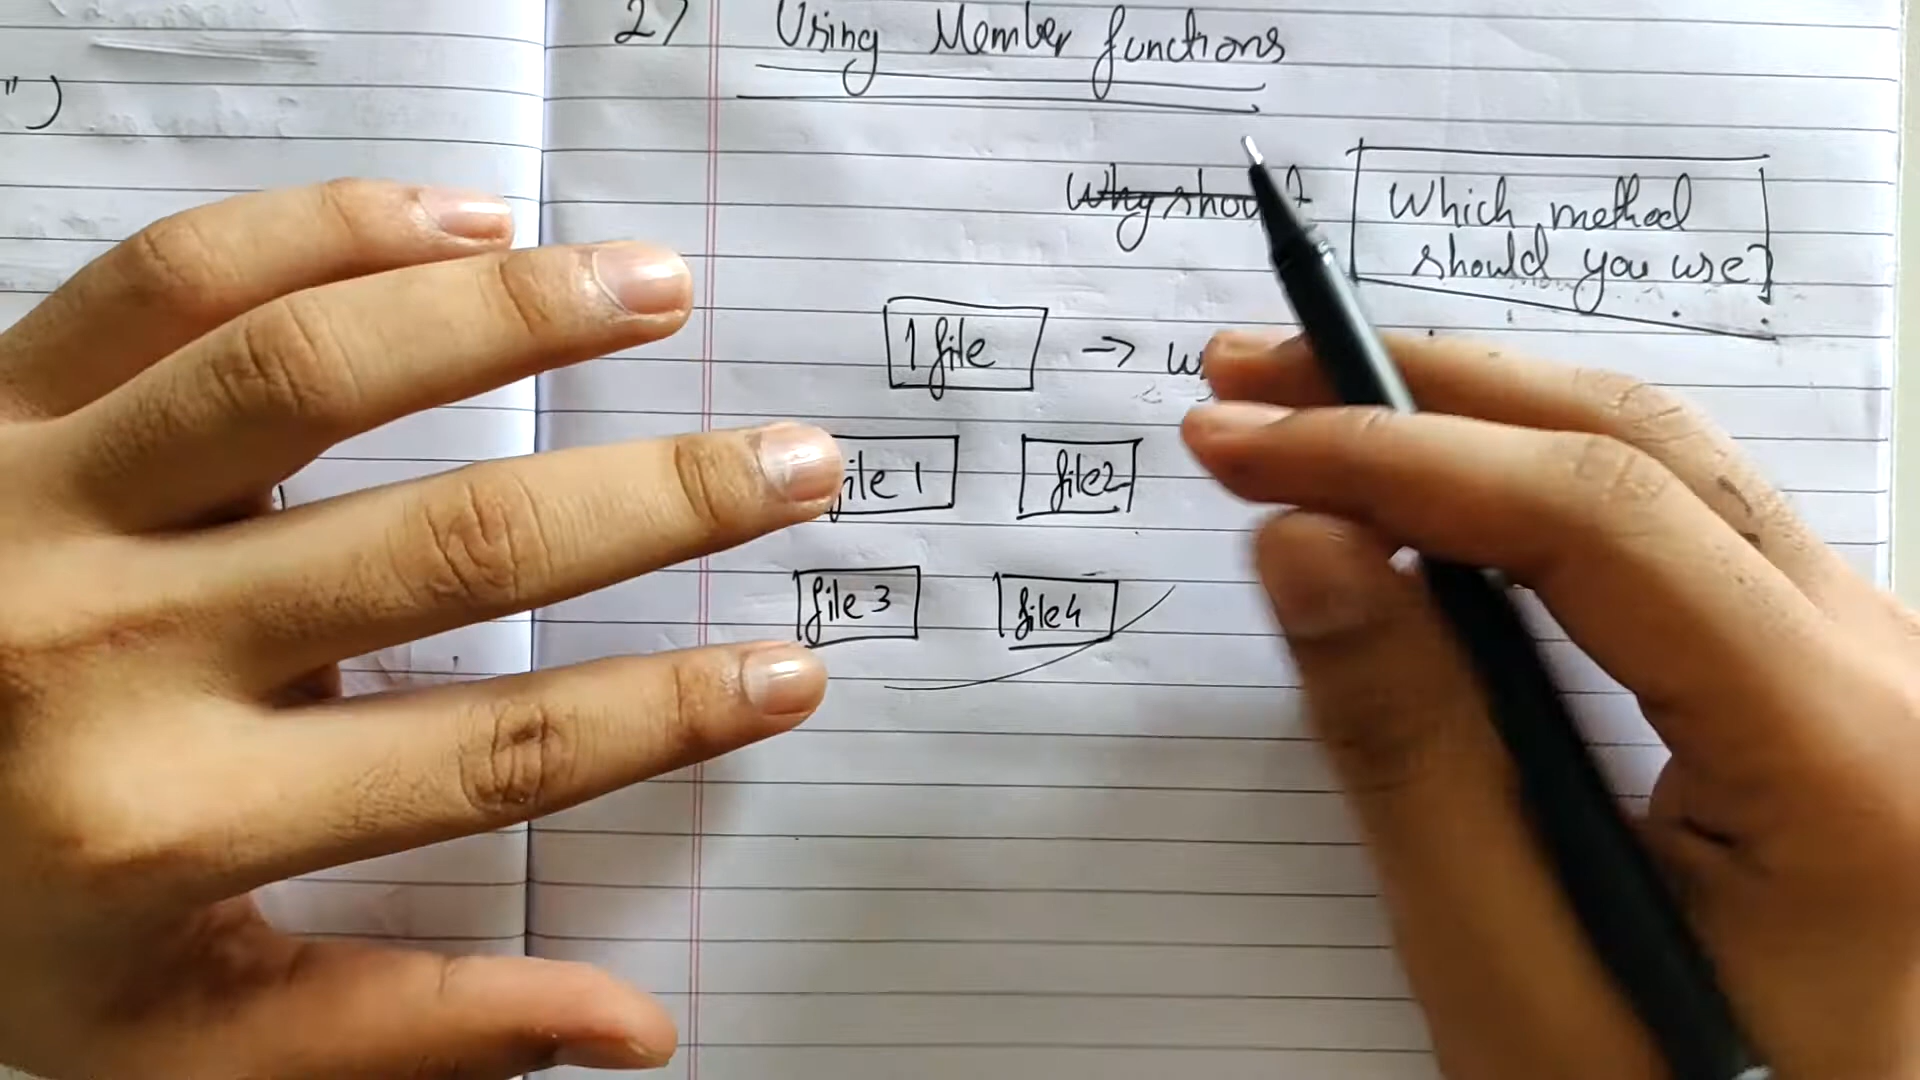 ")
2) Using Member functions
Why should
Which method
should you use?
1 file →
file 1 file2
file 3 file4